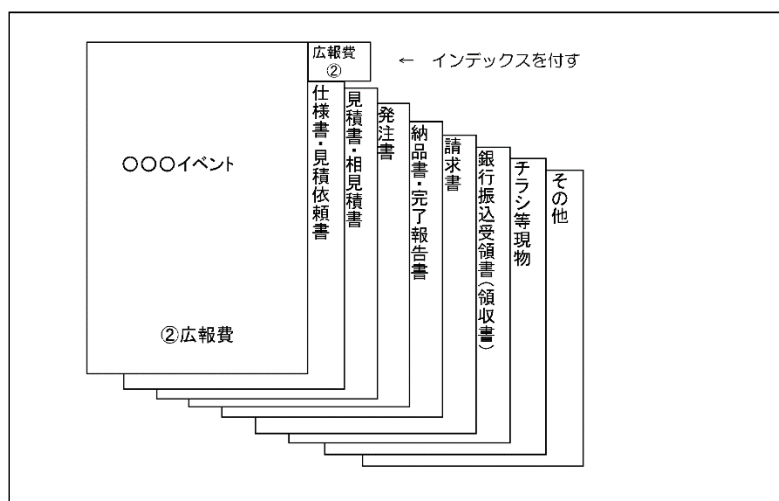 広報費
②
← インデックスを付す
仕様書・見積依頼書
見積書・相見積書
発注書
納品書・完了報告書
請求書
銀行振込受領書(領収書)
チラシ等現物
その他
○○○イベント
②広報費